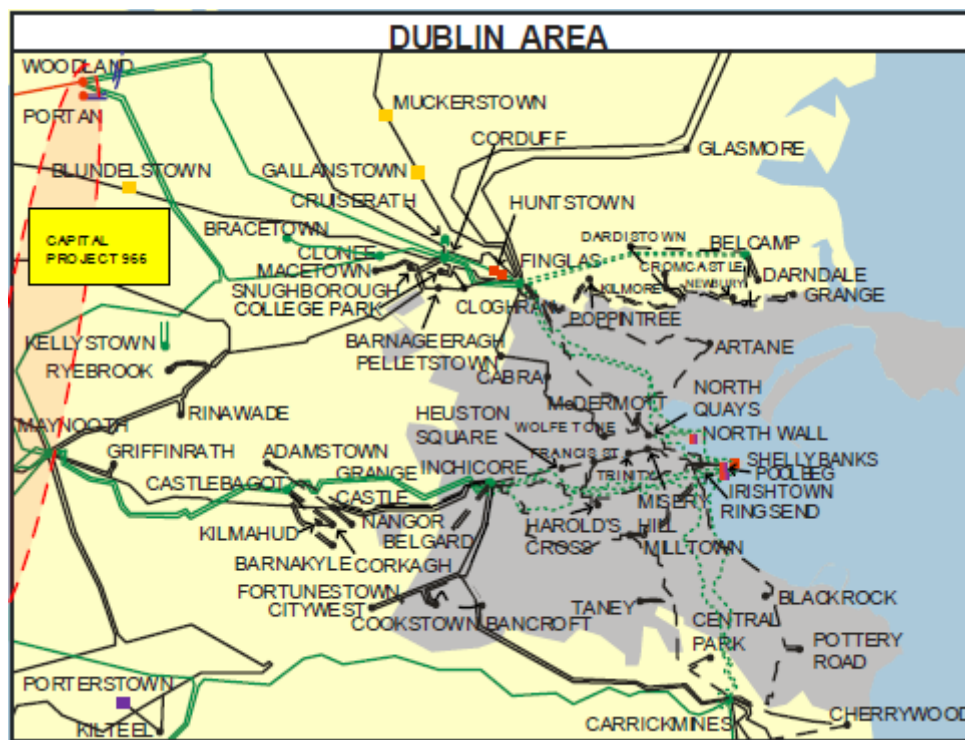 DUBLIN AREA
WOODLAND
PORTAN
MUCKERSTOWN
CORDUFF
GLASMORE
BLUNDELSTOWN
GALLANSTOWN
CRUISERATH
HUNTSTOWN
BRACETOWN
DARDISTOWN
BELCAMP
CAPITAL
PROJECT 966
CLONEE
FINGLAS
CROMCASTLE
MACETOWN
KILMORE
NEWBURY
DARNDALE
SNUGHBOROUGH
GRANGE
COLLEGE PARK
CLOGHRAN
POPPINTREE
KELLYSTOWN
BARNAGEERAGH
ARTANE
RYEBROOK
PELLETSTOWN
CABRA
NORTH
QUAYS
RINAWADE
HEUSTON
SQUARE
McDERMOTT
MAYNOOTH
WOLFE TONE
NORTH WALL
GRIFFINRATH
ADAMSTOWN
FRANCIS ST
SHELLYBANKS
GRANGE
CASTLE
INCHICORE
TRINITY
POOLBEG
CASTLEBAGOT
IRISHTOWN
MISERY
HILL
RINGSEND
KILMAHUD
NANGOR
HAROLD'S
CROSS
BELGARD
MILLTOWN
BARNAKYLE
CORKAGH
FORTUNESTOWN
CITYWEST
TANEY
BLACKROCK
COOKSTOWN
BANCROFT
CENTRAL
PARK
POTTERY
ROAD
PORTERSTOWN
KILTEEL
CARRICKMINES
CHERRYWOOD